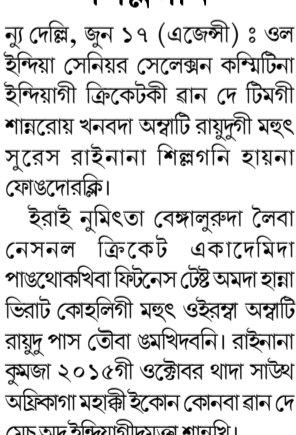 ন্যু দেল্লি, জুন ১৭ (এজেন্সী) ঃ ওল
ইন্দিয়া সেনিয়র সেলেক্সন কম্মিটিনা
ইন্দিয়াগী ক্রিকেটকী ৱান দে টিমগী
শান্নরোয় খনবদা অম্বাটি রায়ুদুগী মহুৎ
সুরেস রাইনানা শিল্লগনি হায়না
ফোঙদোরক্লি।
ইরাই নুমিৎতা বেঙ্গালুরুদা লৈবা
নেসনল ক্রিকেট একাদেমিদা
পাঙথোকখিবা ফিটনেস টেষ্ট অমদা হান্না
ভিরাট কোহলিগী মহুৎ ওইরম্বা অম্বাটি
রায়ুদু পাস তৌবা ঙমখিদবনি। রাইনানা
কুমজা ২০১৫গী ওক্টোবর থাদা সাউথ
অফ্রিকাগা মহাক্কী ইকোন কোনবা ৱান দে